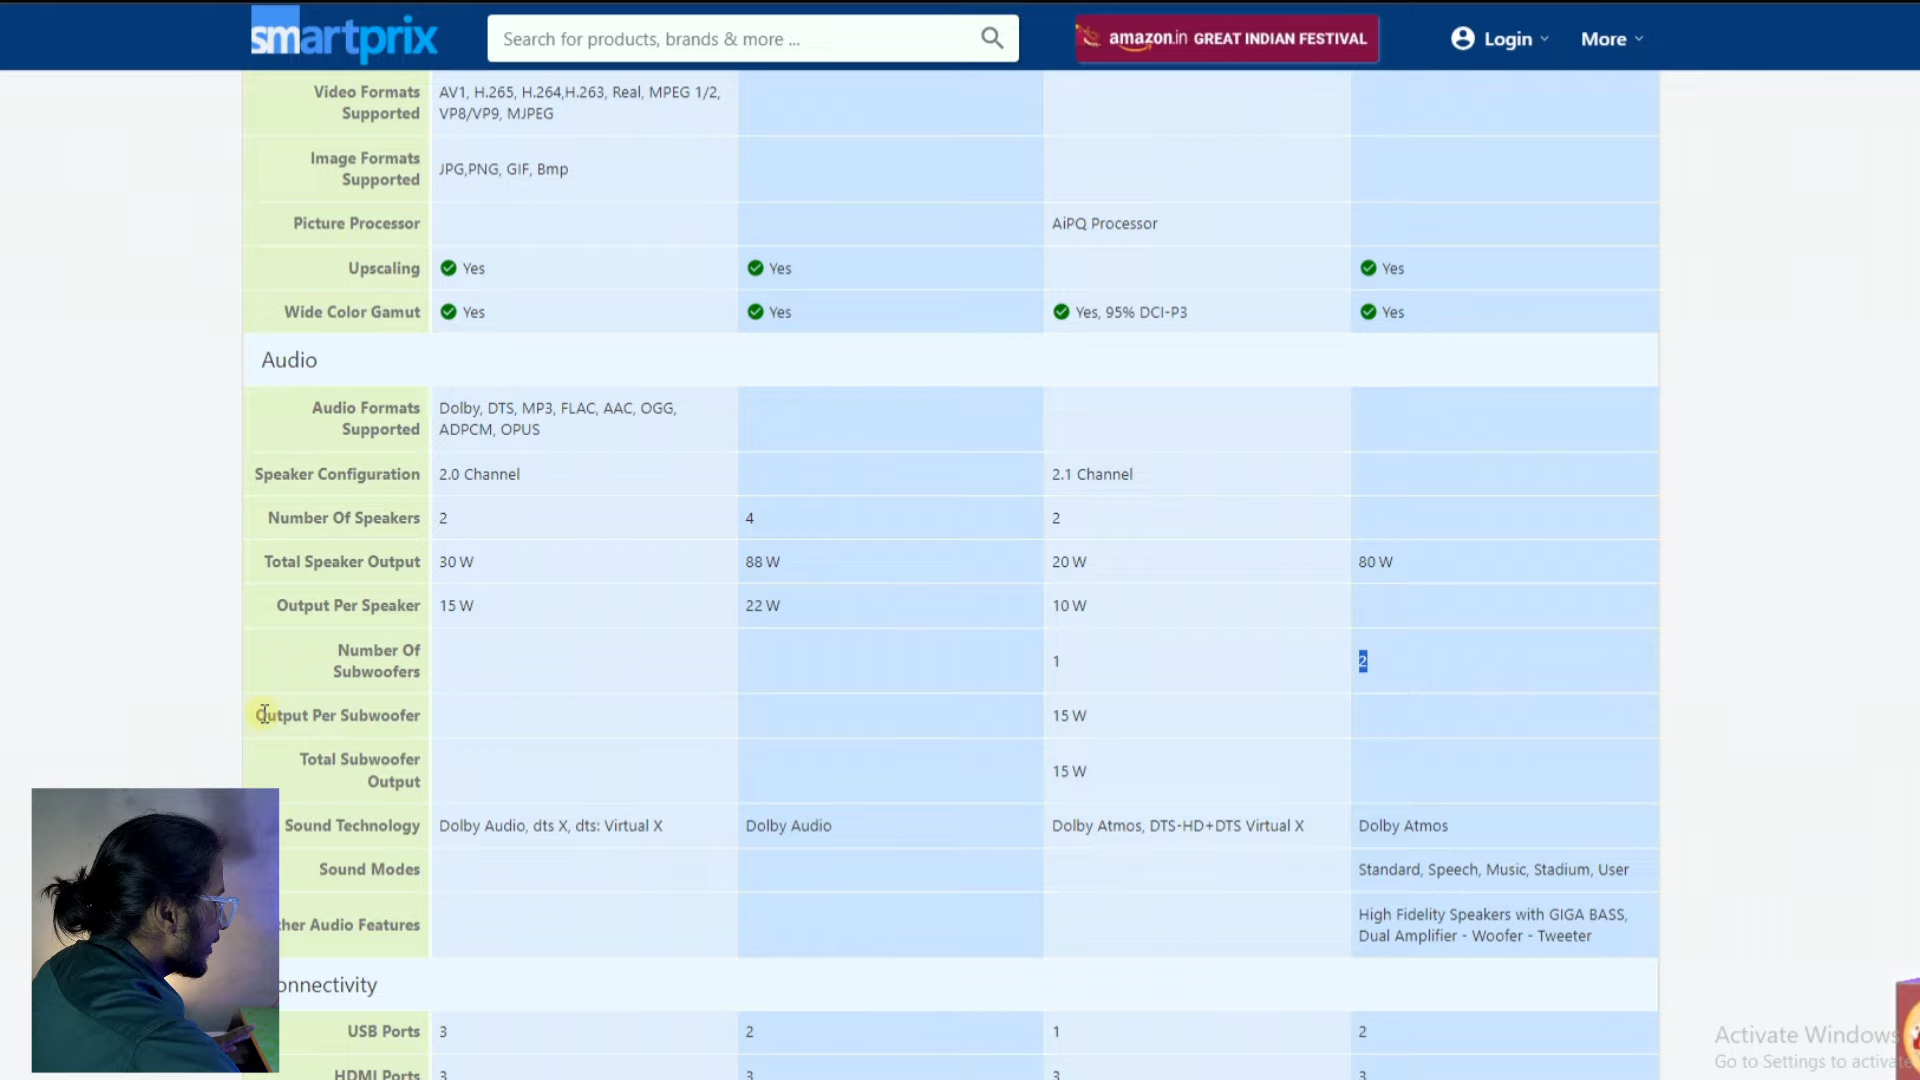 smartprix
Search for products, brands & more ...
amazon.in GREAT INDIAN FESTIVAL
Login
More
Video Formats Supported
AV1, H.265, H.264,H.263, Real, MPEG 1/2,
VP8/VP9, MJPEG
Image Formats Supported
JPG,PNG, GIF, Bmp
Picture Processor
AiPQ Processor
Upscaling
Yes
Yes
Yes
Wide Color Gamut
Yes
Yes
Yes, 95% DCI-P3
Yes
Audio
Audio Formats Supported
Dolby, DTS, MP3, FLAC, AAC, OGG,
ADPCM, OPUS
Speaker Configuration
2.0 Channel
2.1 Channel
Number Of Speakers
2
4
2
Total Speaker Output
30 W
88 W
20 W
80 W
Output Per Speaker
15 W
22 W
10 W
Number Of Subwoofers
1
2
Output Per Subwoofer
15 W
Total Subwoofer Output
15 W
Sound Technology
Dolby Audio, dts X, dts: Virtual X
Dolby Audio
Dolby Atmos, DTS-HD+DTS Virtual X
Dolby Atmos
Sound Modes
Standard, Speech, Music, Stadium, User
her Audio Features
High Fidelity Speakers with GIGA BASS,
Dual Amplifier - Woofer - Tweeter
onnectivity
USB Ports
3
2
1
2
HDMI Ports
3
3
3
3
Activate Windows
Go to Settings to activate